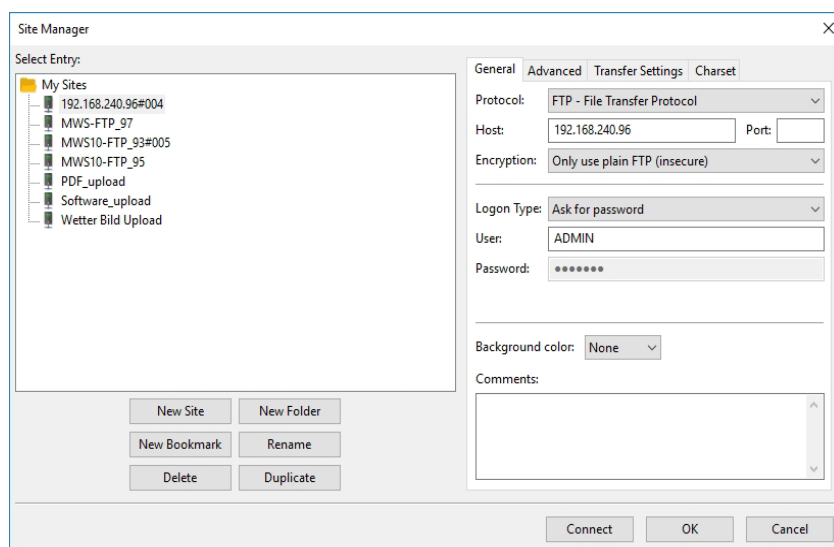 Site Manager
Select Entry:
My Sites
192.168.240.96#004
MWS-FTP_97
MWS10-FTP_93#005
MWS10-FTP_95
PDF_upload
Software_upload
Wetter Bild Upload
New Site New Folder
New Bookmark Rename
Delete Duplicate
General Advanced Transfer Settings Charset
Protocol: FTP - File Transfer Protocol
Host: 192.168.240.96 Port:
Encryption: Only use plain FTP (insecure)
Logon Type: Ask for password
User: ADMIN
Password: ●●●●●●●
Background color: None
Comments:
Connect OK Cancel